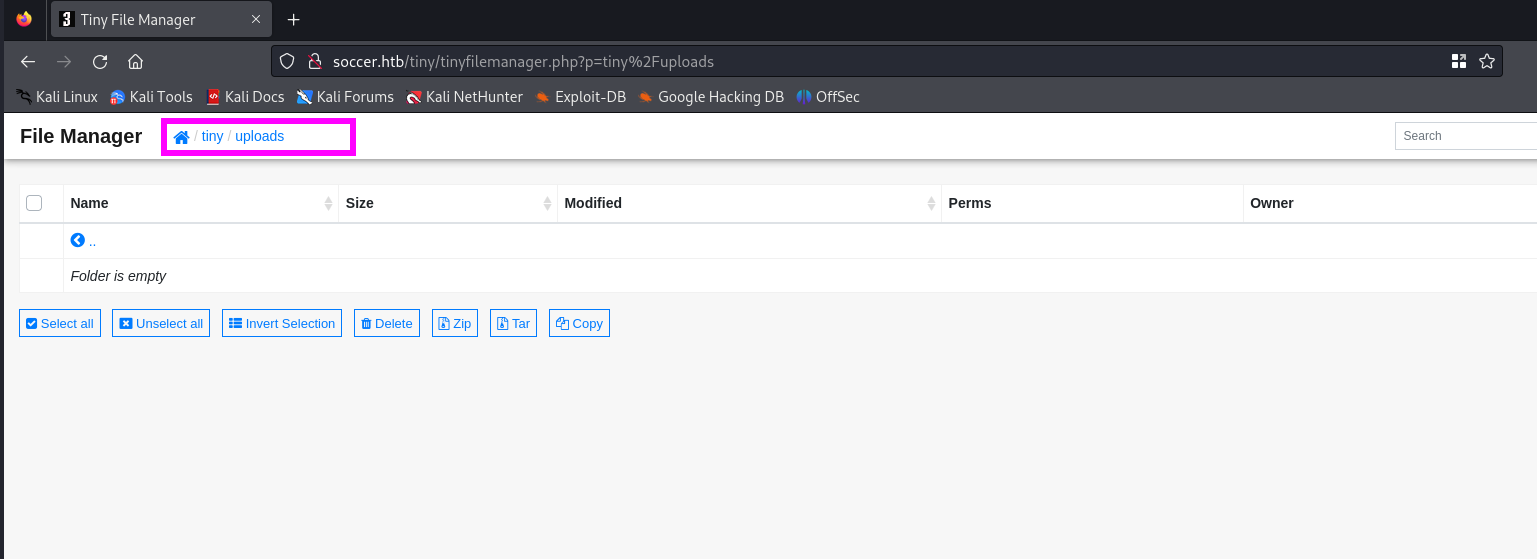 Tiny File Manager
soccer.htb/tiny/tinyfilemanager.php?p=tiny%2Fuploads
Kali Linux Kali Tools Kali Docs Kali Forums Kali NetHunter Exploit-DB Google Hacking DB OffSec
File Manager / tiny / uploads Search
Name Size Modified Perms Owner
..
Folder is empty
Select all Unselect all Invert Selection Delete Zip Tar Copy